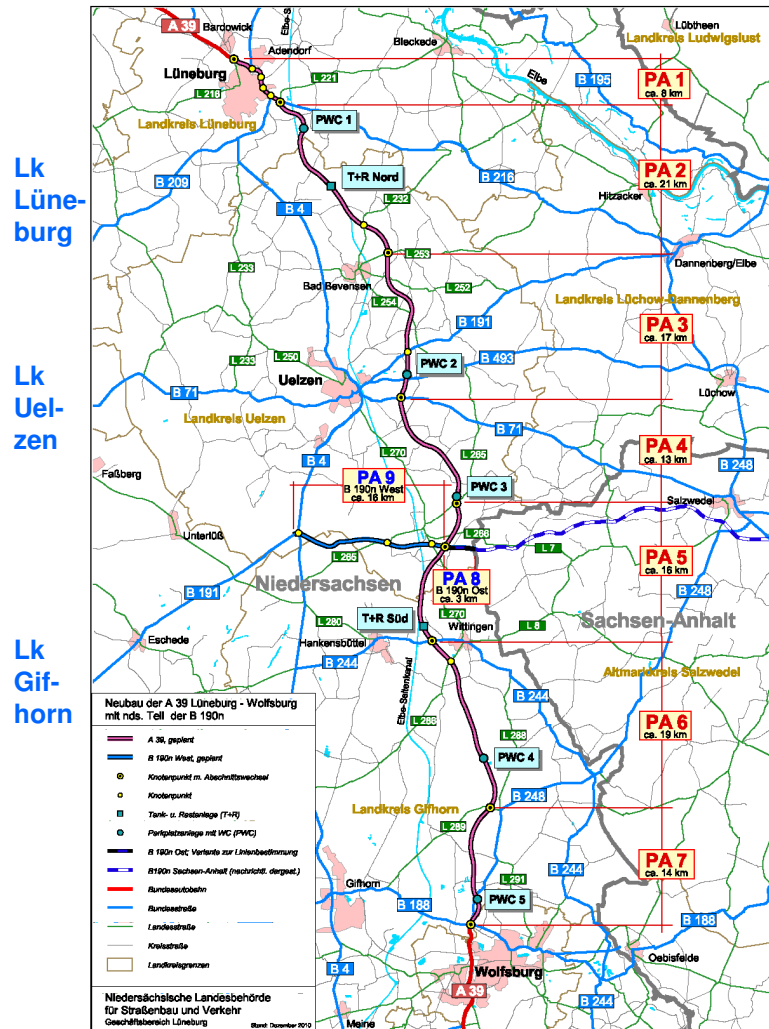 A 39
Bardowick
Adendorf
Elbe-S
Bleckede
Lübtheen
Landkreis Ludwigslust
Lüneburg
L 221
Elbe
B 195
PA 1
ca. 8 km
L 216
Landkreis Lüneburg
PWC 1
Lk
Lüne-
burg
B 209
T+R Nord
B 4
L 232
B 216
Hitzacker
PA 2
ca. 21 km
L 233
L 253
Bad Bevensen
L 252
L 254
Dannenberg/Elbe
Landkreis Lüchow-Dannenberg
B 191
PA 3
ca. 17 km
L 233
L 250
B 493
Lk
Uel-
zen
Uelzen
PWC 2
Lüchow
B 71
Landkreis Uelzen
B 71
L 270
B 4
L 265
PA 4
ca. 13 km
B 248
Faßberg
PA 9
B 190n West
ca. 16 km
PWC 3
Salzwedel
Unterlüß
L 266
L 265
L 7
PA 5
ca. 16 km
Niedersachsen
PA 8
B 190n Ost
ca. 3 km
B 191
B 248
L 270
L 280
T+R Süd
Wittingen
L 8
Sachsen-Anhalt
Eschede
Hankensbüttel
B 244
Altmarkkreis Salzwedel
Lk
Gif-
horn
Elbe-Seitenkanal
B 244
L 286
L 288
PA 6
ca. 19 km
PWC 4
B 248
Landkreis Gifhorn
L 289
PA 7
ca. 14 km
L 291
B 244
Gifhorn
B 188
PWC 5
B 188
Oebisfelde
Wolfsburg
B 4
A 39
B 244
Meine
Neubau der A 39 Lüneburg - Wolfsburg
mit nds. Teil der B 190n
A 39, geplant
B 190n West, geplant
Knotenpunkt m. Abschnittswechsel
Knotenpunkt
Tank- u. Rastanlage (T+R)
Parkplatzanlage mit WC (PWC)
B 190n Ost; Variante zur Linienbestimmung
B190n Sachsen-Anhalt (nachrichtl. dargest.)
Bundesautobahn
Bundesstraße
Landesstraße
Kreisstraße
Landkreisgrenzen
Niedersächsische Landesbehörde
für Straßenbau und Verkehr
Geschäftsbereich Lüneburg
Stand: Dezember 2010